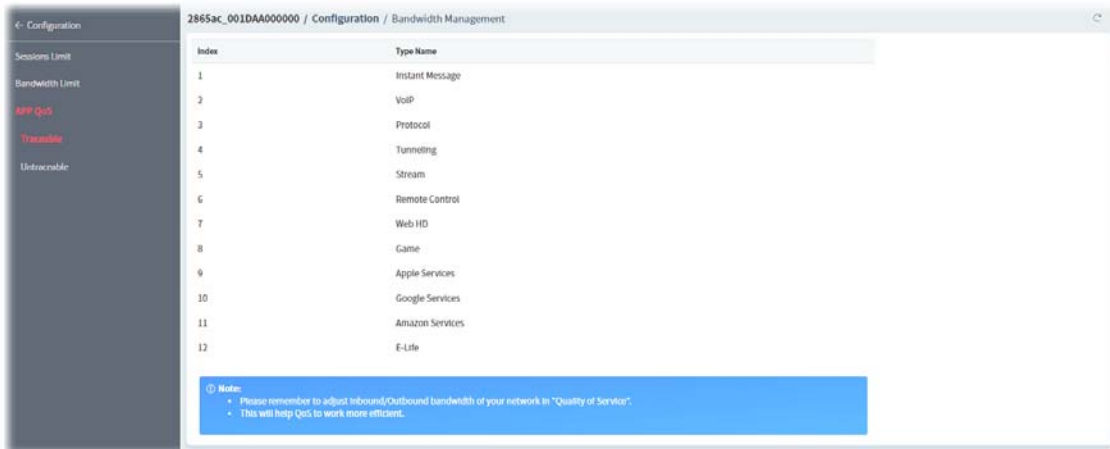 ← Configuration
2865ac_001DAA000000 / Configuration / Bandwidth Management
Sessions Limit
Bandwidth Limit
APP QoS
Traceable
Untraceable
Index Type Name
1 Instant Message
2 VoIP
3 Protocol
4 Tunneling
5 Stream
6 Remote Control
7 Web HD
8 Game
9 Apple Services
10 Google Services
11 Amazon Services
12 E-Life
Note:
• Please remember to adjust Inbound/Outbound bandwidth of your network in "Quality of Service".
• This will help QoS to work more efficient.